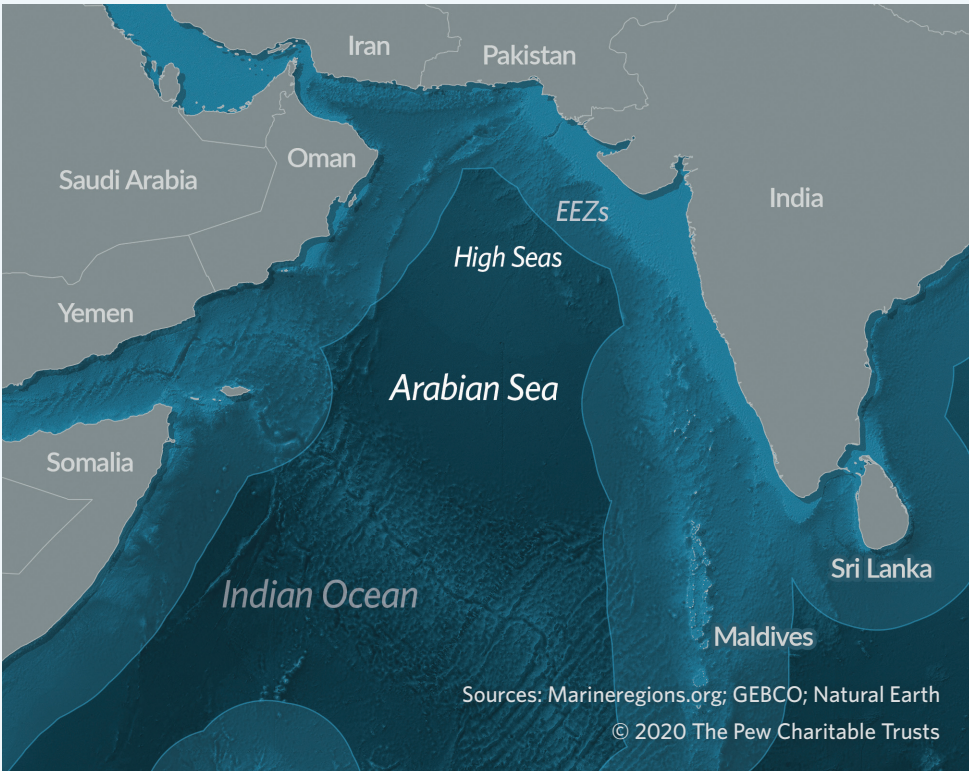 Iran
Pakistan
Oman
Saudi Arabia
India
EEZs
High Seas
Yemen
Arabian Sea
Somalia
Sri Lanka
Indian Ocean
Maldives
Sources: Marineregions.org; GEBCO; Natural Earth
© 2020 The Pew Charitable Trusts